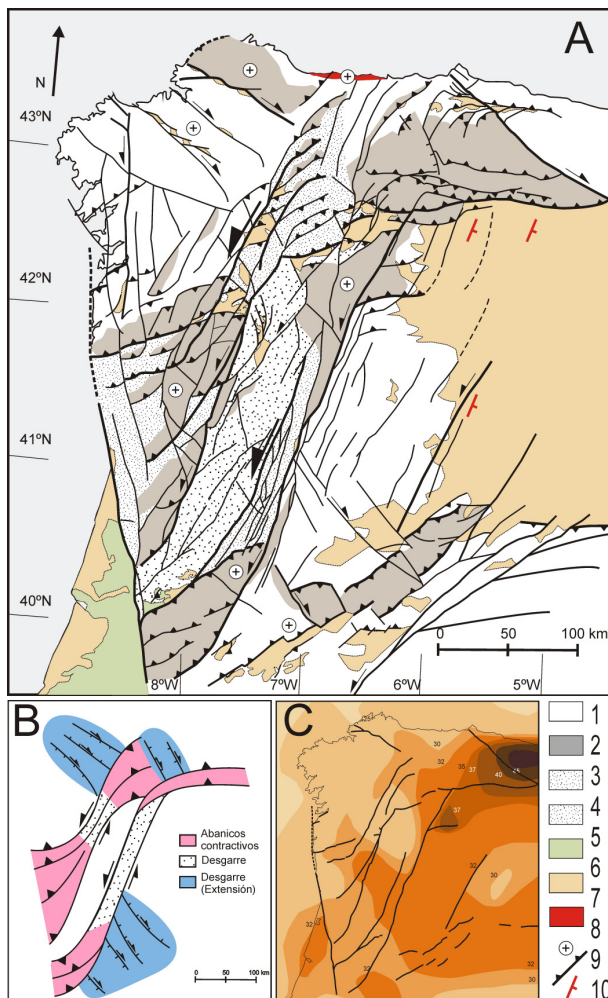 A
N
43ºN
42ºN
41ºN
40ºN
8ºW
7ºW
6ºW
5ºW
0 50 100 km
B
Abanicos
contractivos
Desgarre
Desgarre
(Extensión)
0 50 100 km
C
30
32
35
37
40
37
30
32
32
30
1
2
3
4
5
6
7
8
9
10